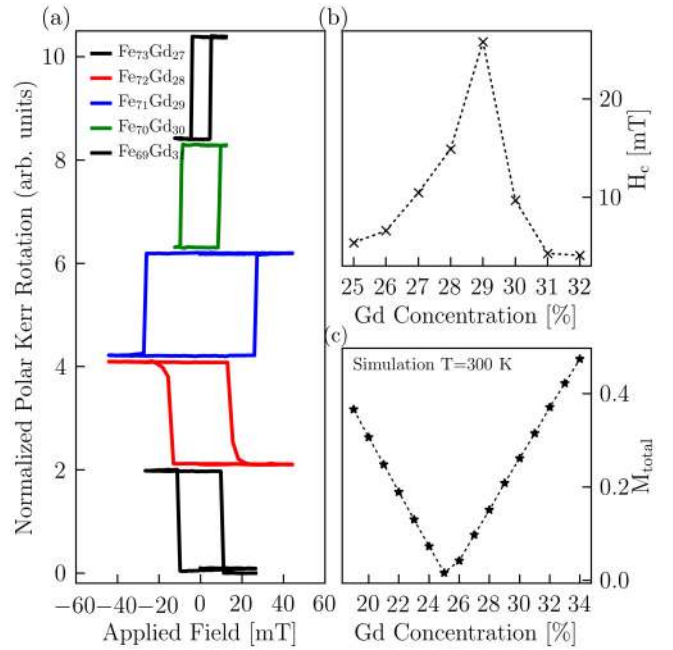 (a)
Normalized Polar Kerr Rotation (arb. units)
10
8
6
4
2
0
Fe₇₃Gd₂₇
Fe₇₂Gd₂₈
Fe₇₁Gd₂₉
Fe₇₀Gd₃₀
Fe₆₉Gd₃
−60−40−20 0 20 40 60
Applied Field [mT]
(b)
20
10
H_c [mT]
25 26 27 28 29 30 31 32
Gd Concentration [%]
(c)
Simulation T=300 K
0.4
0.2
0.0
M_total
20 22 24 26 28 30 32 34
Gd Concentration [%]